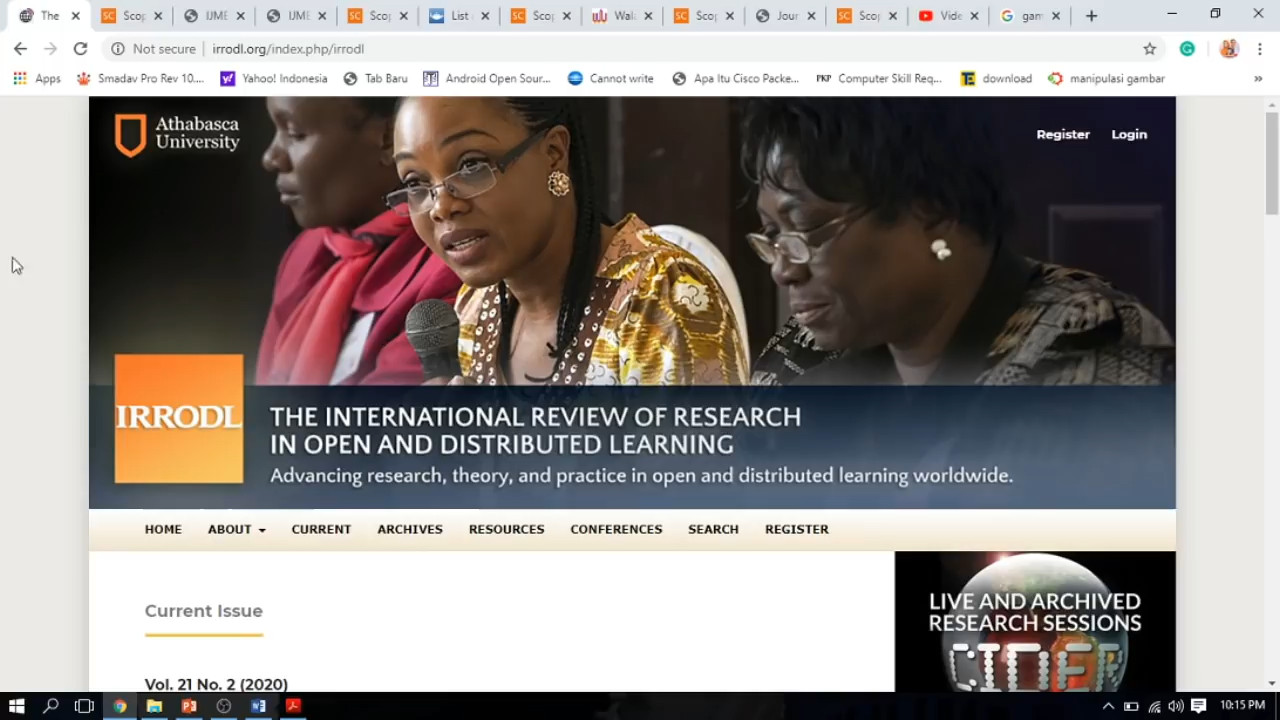 The
Scop
IJME
IJME
Scop
List
Scop
Wal
Scop
Jour
Scop
Vide
gam
Not secure
irrodl.org/index.php/irrodl
Apps
Smadav Pro Rev 10....
Yahoo! Indonesia
Tab Baru
Android Open Sour...
Cannot write
Apa Itu Cisco Packe...
PKP Computer Skill Req...
download
manipulasi gambar
Athabasca
University
Register
Login
IRRODL
THE INTERNATIONAL REVIEW OF RESEARCH
IN OPEN AND DISTRIBUTED LEARNING
Advancing research, theory, and practice in open and distributed learning worldwide.
HOME
ABOUT
CURRENT
ARCHIVES
RESOURCES
CONFERENCES
SEARCH
REGISTER
Current Issue
Vol. 21 No. 2 (2020)
LIVE AND ARCHIVED
RESEARCH SESSIONS
CIDER
10:15 PM